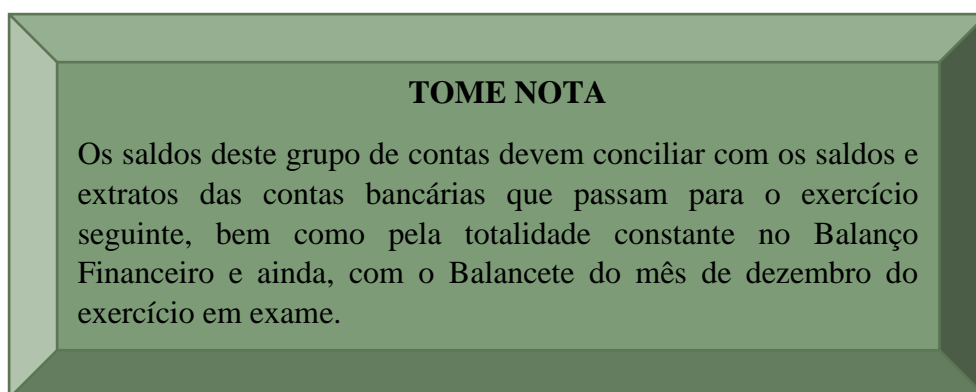 TOME NOTA
Os saldos deste grupo de contas devem conciliar com os saldos e
extratos das contas bancárias que passam para o exercício
seguinte, bem como pela totalidade constante no Balanço
Financeiro e ainda, com o Balancete do mês de dezembro do
exercício em exame.